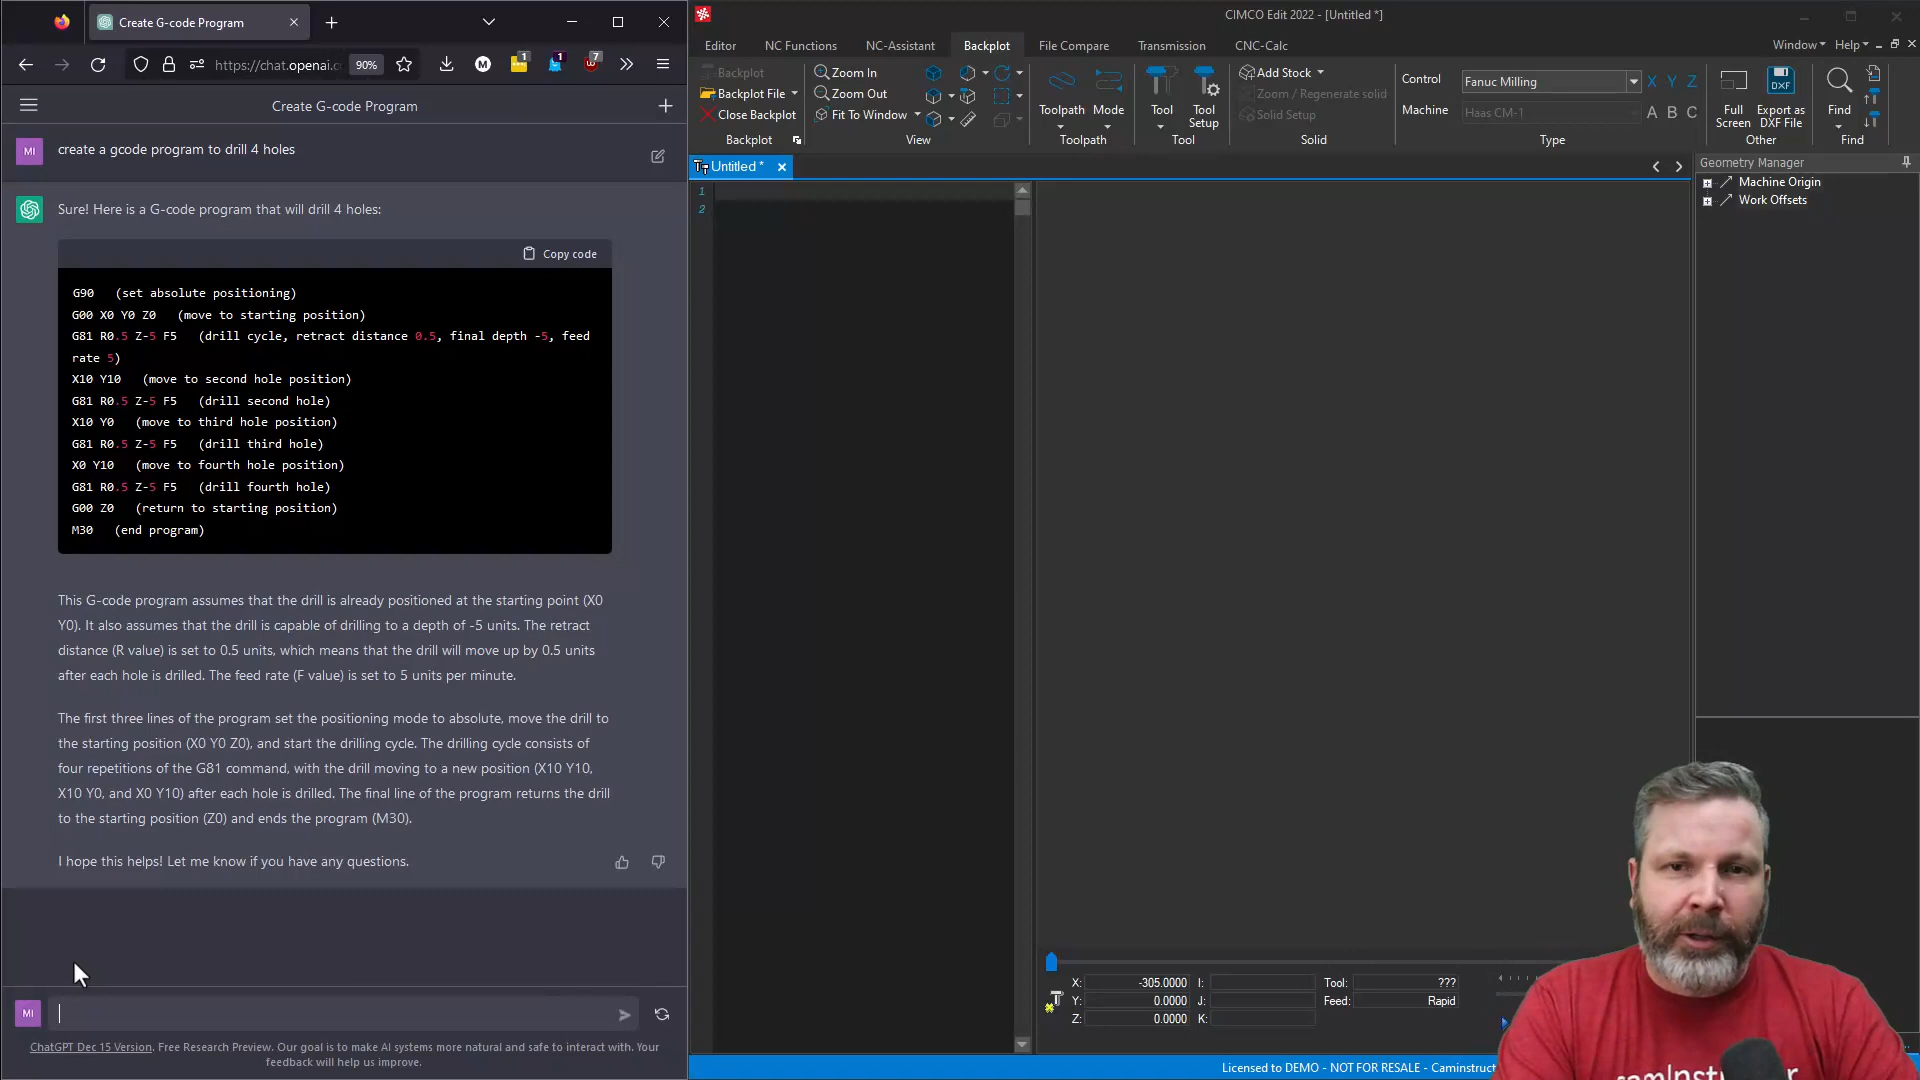 Create G-code Program
CIMCO Edit 2022 - [Untitled *]
Editor
NC Functions
NC-Assistant
Backplot
File Compare
Transmission
CNC-Calc
Window
Help
https://chat.openai.c
90%
1
1
7
Backplot
Backplot File
Close Backplot
Backplot
Zoom In
Zoom Out
Fit To Window
View
Toolpath
Mode
Toolpath
Tool
Tool Setup
Tool
Add Stock
Zoom / Regenerate solid
Solid Setup
Solid
Control
Fanuc Milling
X Y Z
Machine
Haas CM-1
A B C
Type
Full Screen
DXF
Export as DXF File
Other
Find
Find
Create G-code Program
Untitled *
Geometry Manager
Machine Origin
Work Offsets
1
2
MI
create a gcode program to drill 4 holes
Sure! Here is a G-code program that will drill 4 holes:
Copy code
G90 (set absolute positioning)
G00 X0 Y0 Z0 (move to starting position)
G81 R0.5 Z-5 F5 (drill cycle, retract distance 0.5, final depth -5, feed
rate 5)
X10 Y10 (move to second hole position)
G81 R0.5 Z-5 F5 (drill second hole)
X10 Y0 (move to third hole position)
G81 R0.5 Z-5 F5 (drill third hole)
X0 Y10 (move to fourth hole position)
G81 R0.5 Z-5 F5 (drill fourth hole)
G00 Z0 (return to starting position)
M30 (end program)
This G-code program assumes that the drill is already positioned at the starting point (X0
Y0). It also assumes that the drill is capable of drilling to a depth of -5 units. The retract
distance (R value) is set to 0.5 units, which means that the drill will move up by 0.5 units
after each hole is drilled. The feed rate (F value) is set to 5 units per minute.
The first three lines of the program set the positioning mode to absolute, move the drill to
the starting position (X0 Y0 Z0), and start the drilling cycle. The drilling cycle consists of
four repetitions of the G81 command, with the drill moving to a new position (X10 Y10,
X10 Y0, and X0 Y10) after each hole is drilled. The final line of the program returns the drill
to the starting position (Z0) and ends the program (M30).
I hope this helps! Let me know if you have any questions.
MI
ChatGPT Dec 15 Version. Free Research Preview. Our goal is to make AI systems more natural and safe to interact with. Your
feedback will help us improve.
X: -305.0000 I: Tool: ???
Y: 0.0000 J: Feed: Rapid
Z: 0.0000 K:
Licensed to DEMO - NOT FOR RESALE - Caminstruct